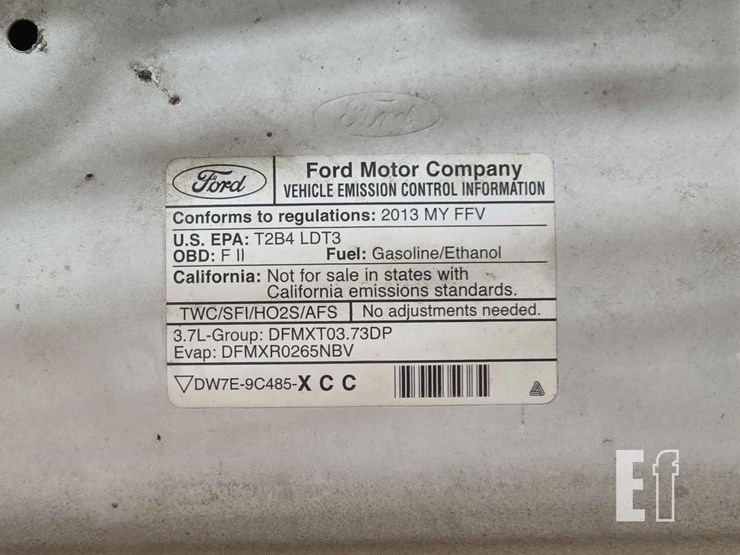 Ford
Ford
Ford Motor Company
VEHICLE EMISSION CONTROL INFORMATION
Conforms to regulations: 2013 MY FFV
U.S. EPA: T2B4 LDT3
OBD: F II Fuel: Gasoline/Ethanol
California: Not for sale in states with
California emissions standards.
TWC/SFI/HO2S/AFS No adjustments needed.
3.7L-Group: DFMXT03.73DP
Evap: DFMXR0265NBV
DW7E-9C485-X C C
Ef